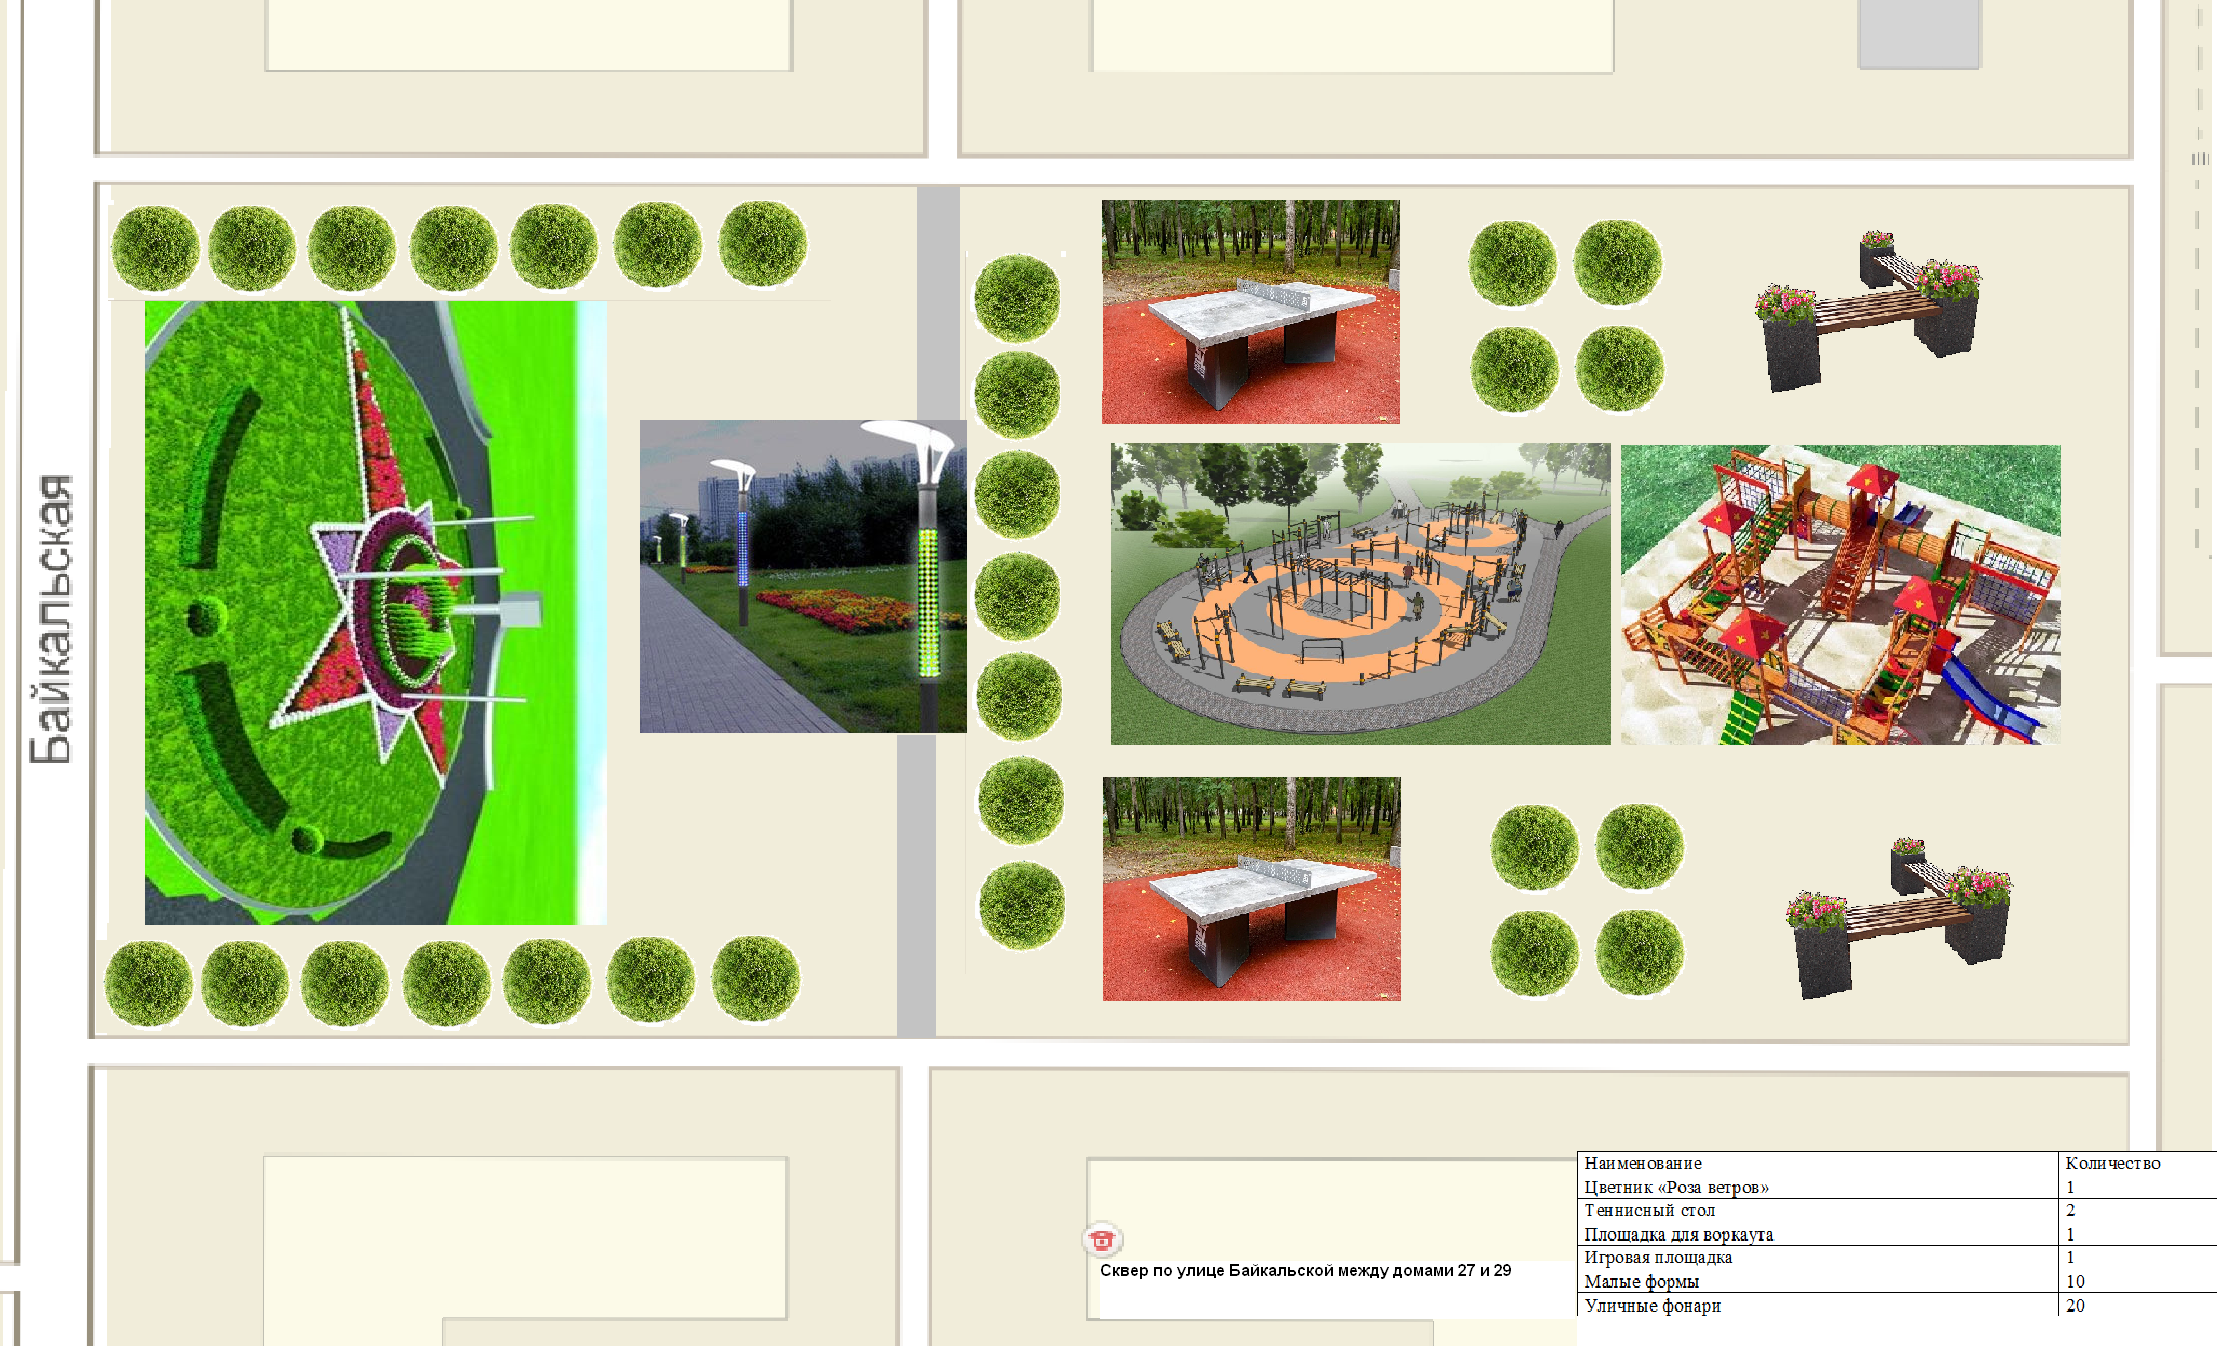 Байкальская
Сквер по улице Байкальской между домами 27 и 29
Наименование Количество
Цветник «Роза ветров» 1
Теннисный стол 2
Площадка для воркаута 1
Игровая площадка 1
Малые формы 10
Уличные фонари 20